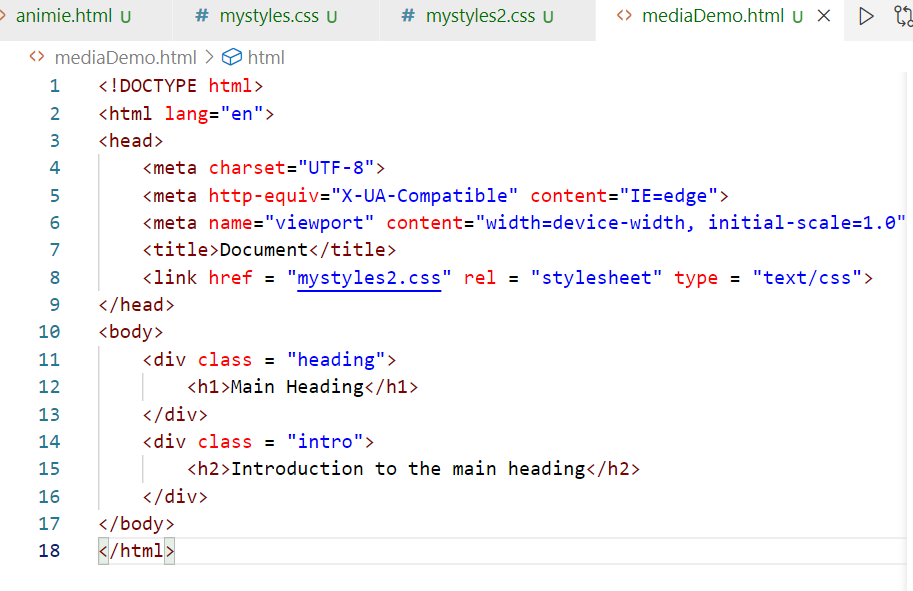 animie.html U # mystyles.css U # mystyles2.css U <> mediaDemo.html U
<> mediaDemo.html > html
1 <!DOCTYPE html>
2 <html lang="en">
3 <head>
4     <meta charset="UTF-8">
5     <meta http-equiv="X-UA-Compatible" content="IE=edge">
6     <meta name="viewport" content="width=device-width, initial-scale=1.0"
7     <title>Document</title>
8     <link href = "mystyles2.css" rel = "stylesheet" type = "text/css">
9 </head>
10 <body>
11     <div class = "heading">
12         <h1>Main Heading</h1>
13     </div>
14     <div class = "intro">
15         <h2>Introduction to the main heading</h2>
16     </div>
17 </body>
18 </html>